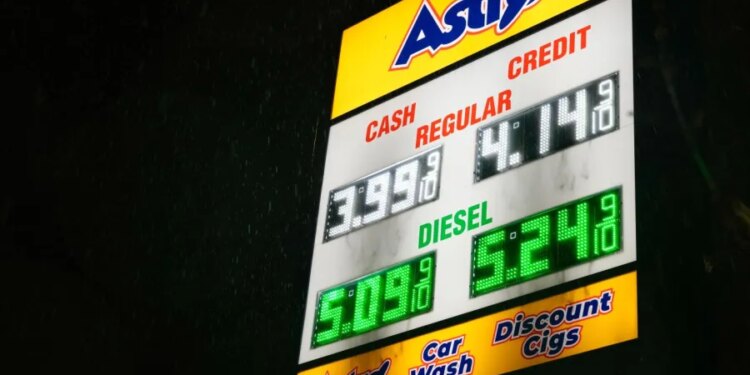 CREDIT
CASH REGULAR
3.99 9/10 4.14 9/10
DIESEL
5.09 9/10 5.24 9/10
Car Wash
Discount Cigs